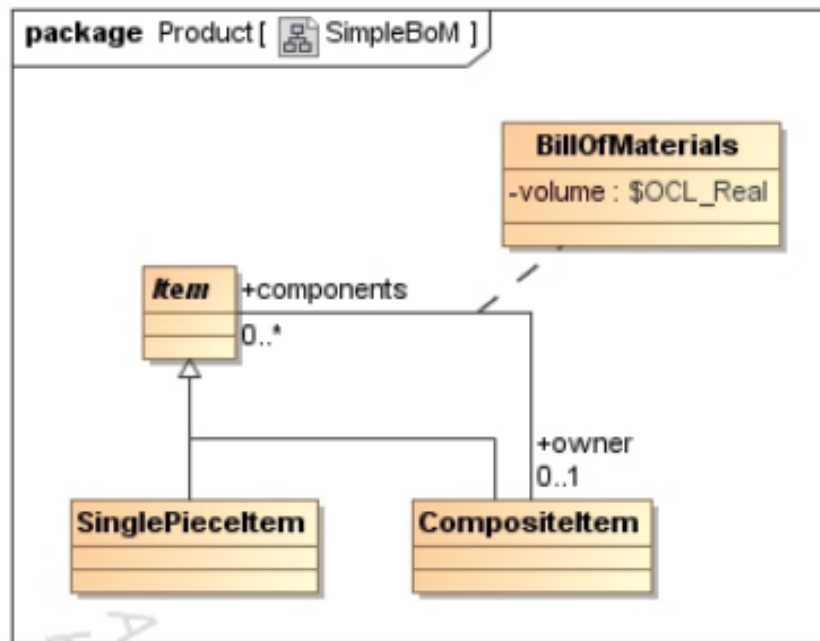 package Product [ SimpleBoM ]
BillOfMaterials
-volume : $OCL_Real
Item
+components
0..*
+owner
0..1
SinglePieceItem
CompositeItem